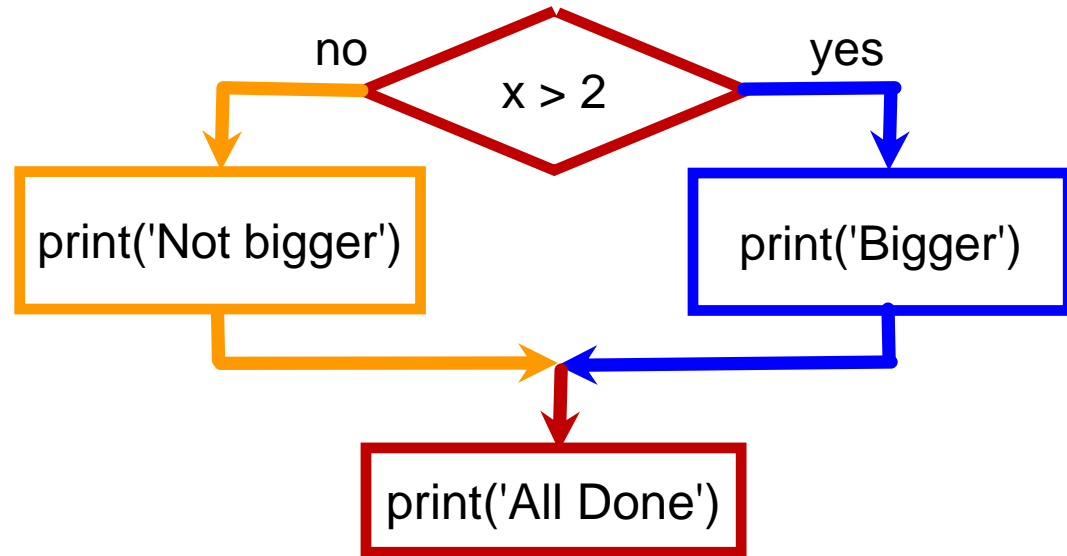 no
yes
x > 2
print('Not bigger')
print('Bigger')
print('All Done')